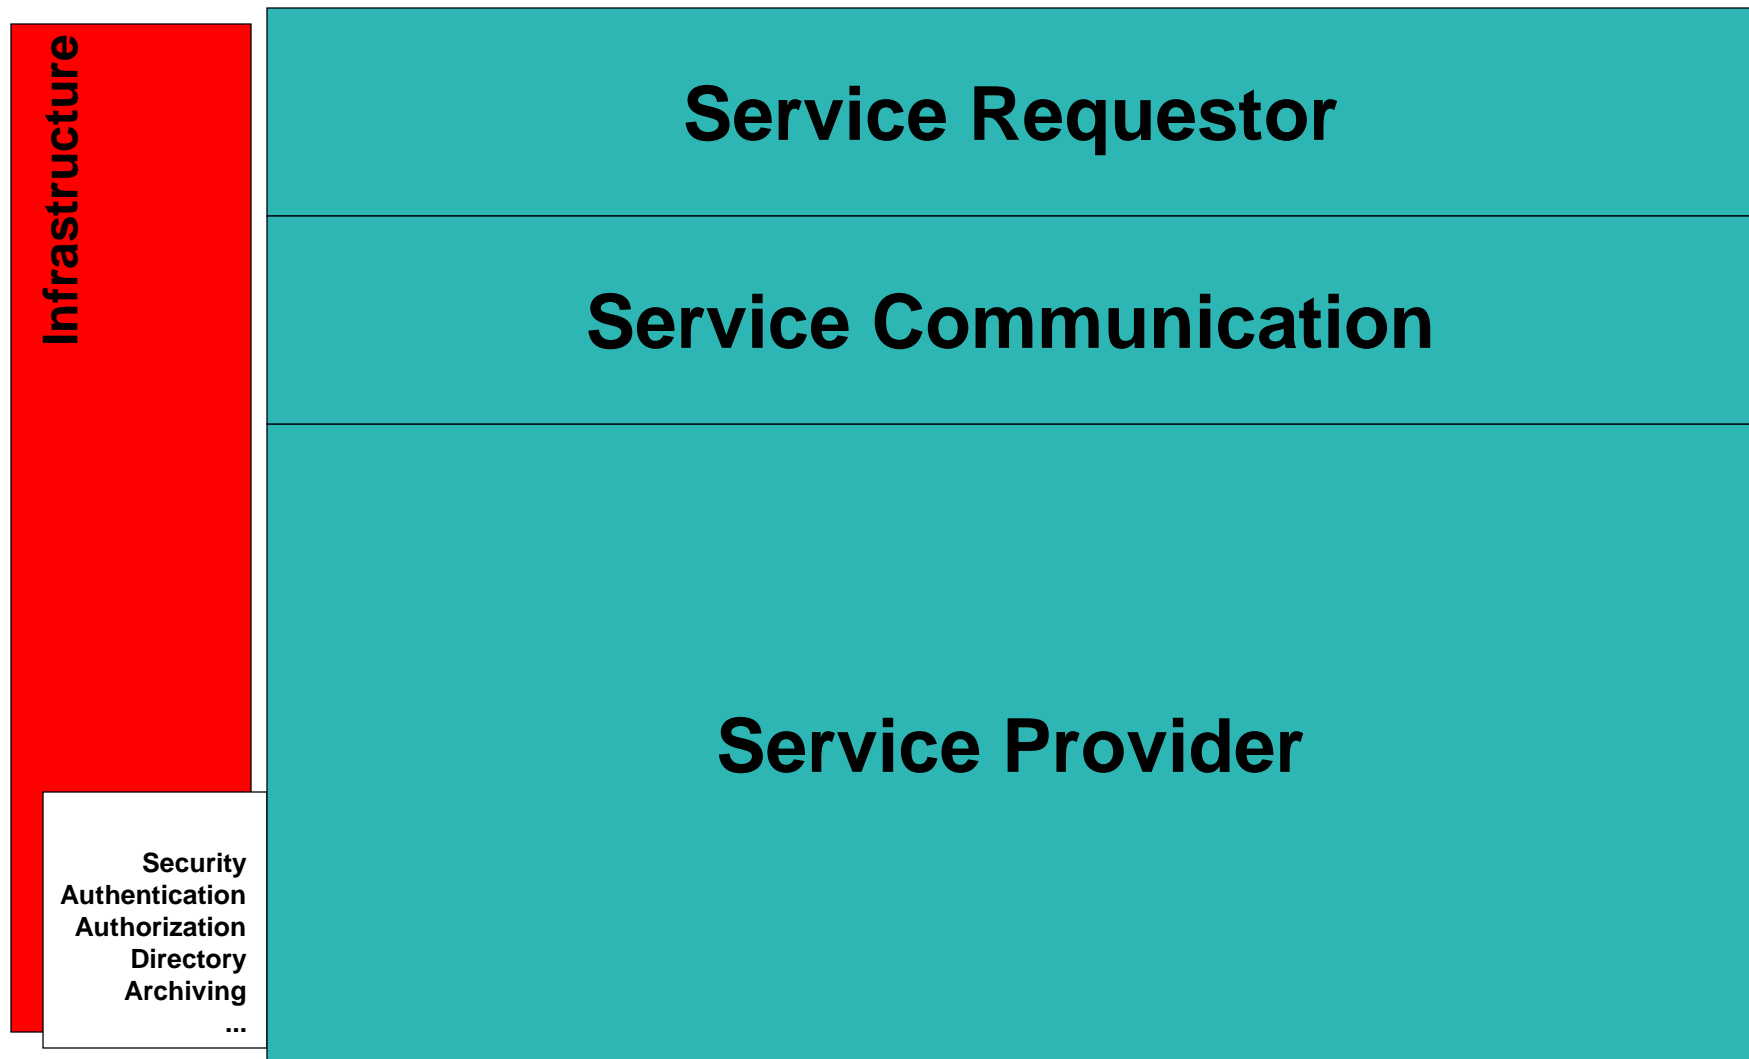 Infrastructure
Service Requestor
Service Communication
Service Provider
Security
Authentication
Authorization
Directory
Archiving
...